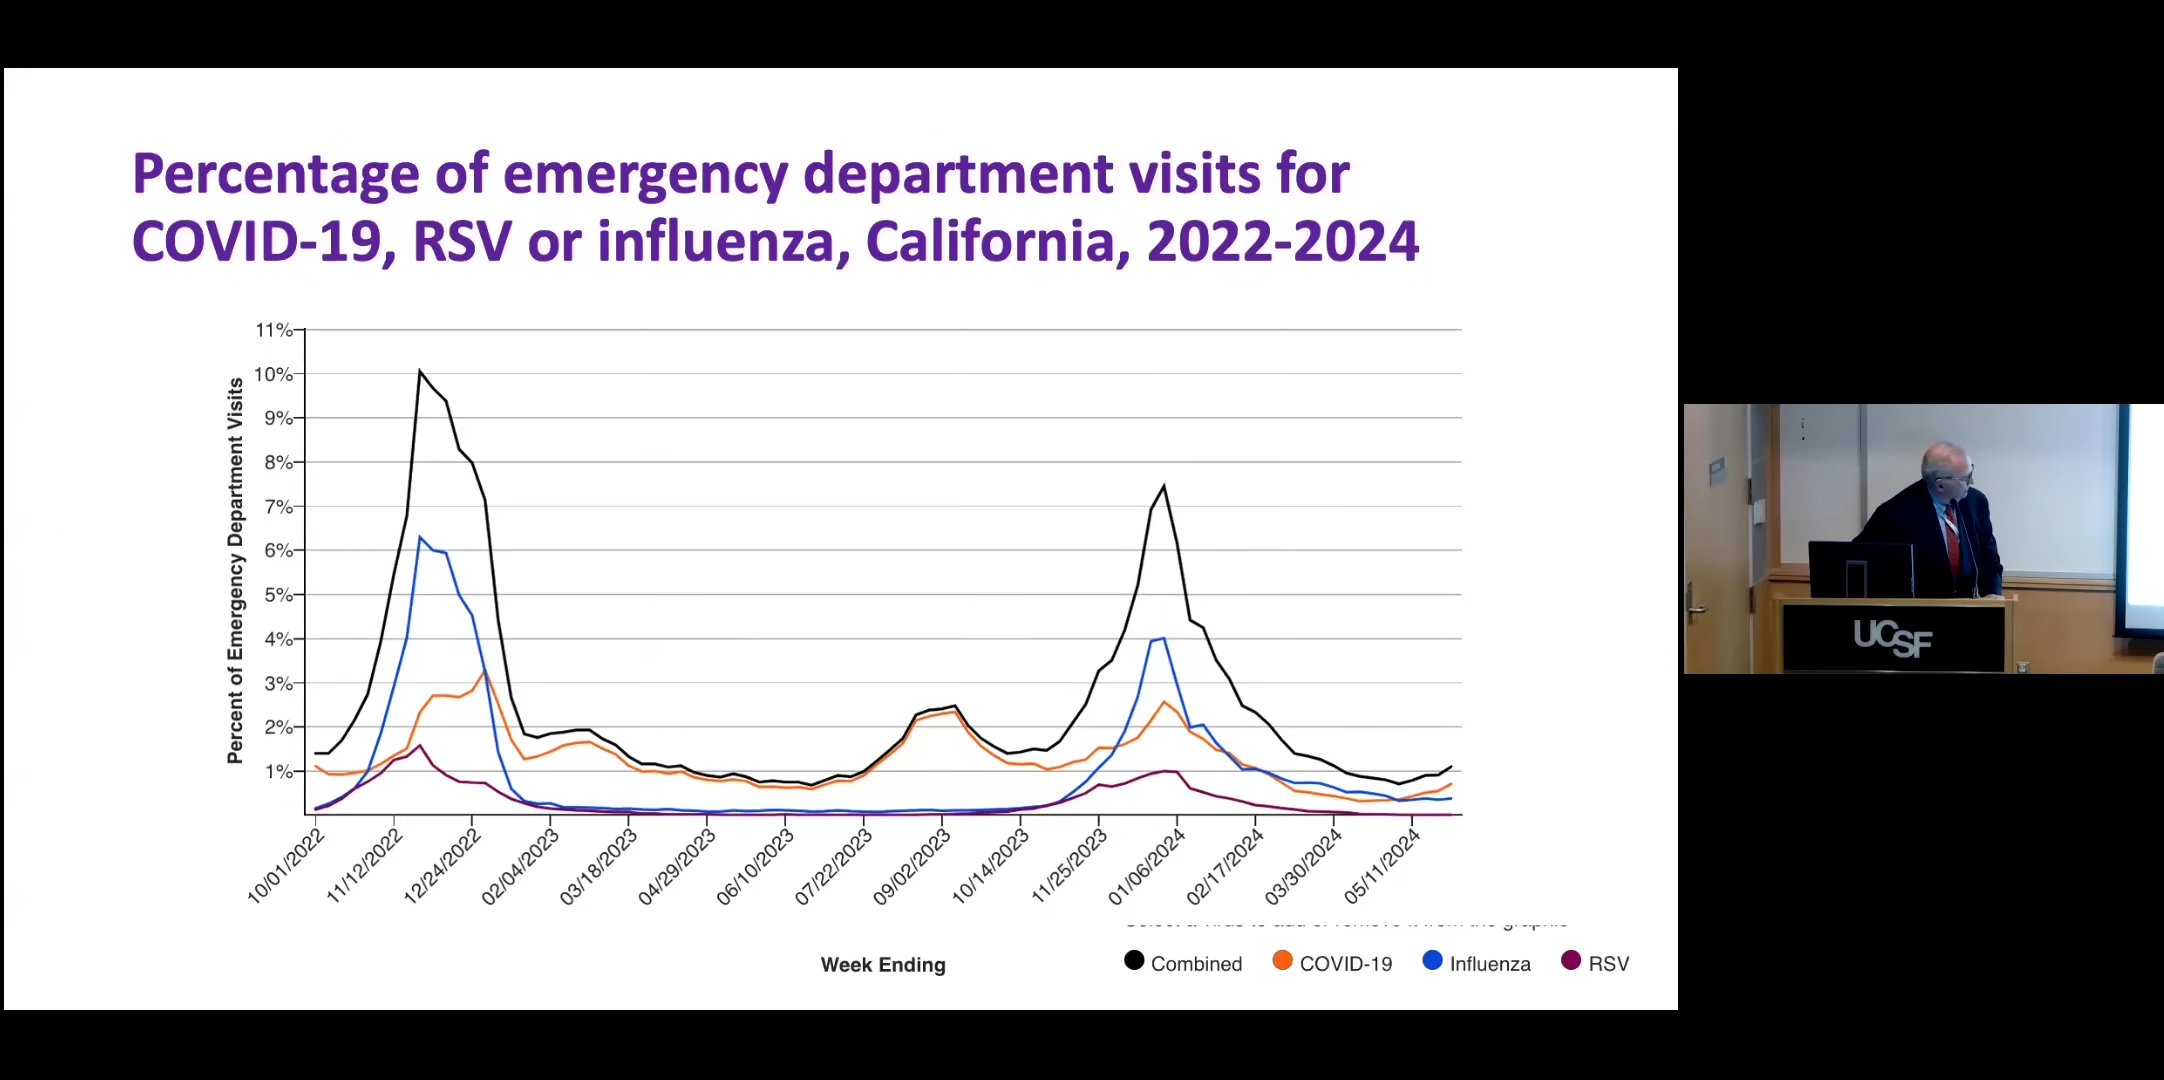 Percentage of emergency department visits for
COVID-19, RSV or influenza, California, 2022-2024
Percent of Emergency Department Visits
11%
10%
9%
8%
7%
6%
5%
4%
3%
2%
1%
10/01/2022
11/12/2022
12/24/2022
02/04/2023
03/18/2023
04/29/2023
06/10/2023
07/22/2023
09/02/2023
10/14/2023
11/25/2023
01/06/2024
02/17/2024
03/30/2024
05/11/2024
Week Ending
Combined
COVID-19
Influenza
RSV
UCSF